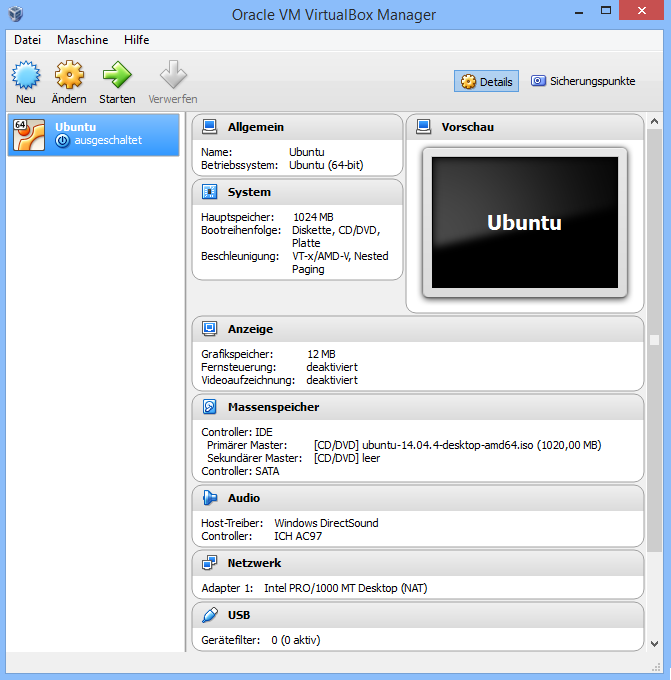 Oracle VM VirtualBox Manager
Datei Maschine Hilfe
Neu Ändern Starten Verwerfen
Details Sicherungspunkte
64
Ubuntu
ausgeschaltet
Allgemein
Name: Ubuntu
Betriebssystem: Ubuntu (64-bit)
Vorschau
Ubuntu
System
Hauptspeicher: 1024 MB
Bootreihenfolge: Diskette, CD/DVD,
Platte
Beschleunigung: VT-x/AMD-V, Nested
Paging
Anzeige
Grafikspeicher: 12 MB
Fernsteuerung: deaktiviert
Videoaufzeichnung: deaktiviert
Massenspeicher
Controller: IDE
Primärer Master: [CD/DVD] ubuntu-14.04.4-desktop-amd64.iso (1020,00 MB)
Sekundärer Master: [CD/DVD] leer
Controller: SATA
Audio
Host-Treiber: Windows DirectSound
Controller: ICH AC97
Netzwerk
Adapter 1: Intel PRO/1000 MT Desktop (NAT)
USB
Gerätefilter: 0 (0 aktiv)